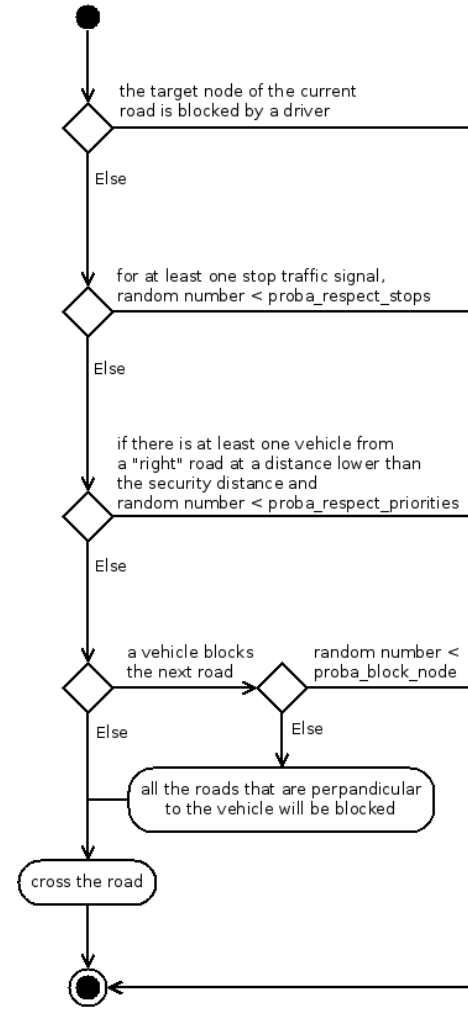 the target node of the current
road is blocked by a driver
Else
for at least one stop traffic signal,
random number < proba_respect_stops
Else
if there is at least one vehicle from
a "right" road at a distance lower than
the security distance and
random number < proba_respect_priorities
Else
a vehicle blocks
the next road
random number <
proba_block_node
Else
Else
all the roads that are perpandicular
to the vehicle will be blocked
cross the road